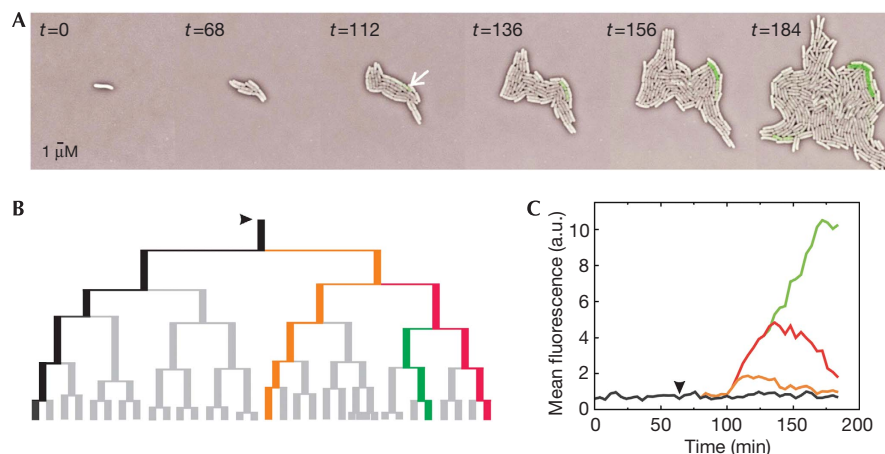 A
t=0
t=68
t=112
t=136
t=156
t=184
1 µM
B
C
Mean fluorescence (a.u.)
10
8
6
4
2
0
0
50
100
150
200
Time (min)